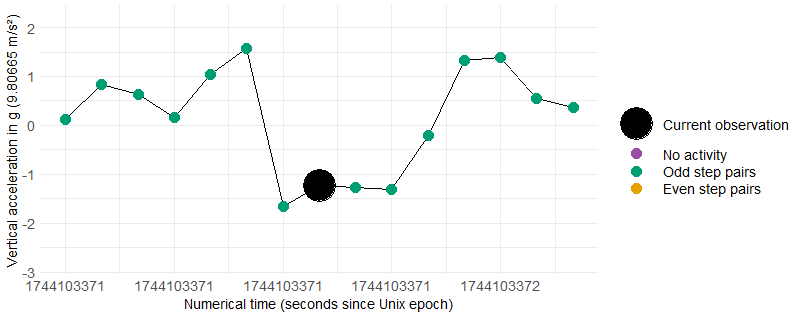 Vertical acceleration in g (9.80665 m/s²)
2
1
0
-1
-2
-3
1744103371 1744103371 1744103371 1744103371 1744103372
Numerical time (seconds since Unix epoch)
Current observation
No activity
Odd step pairs
Even step pairs